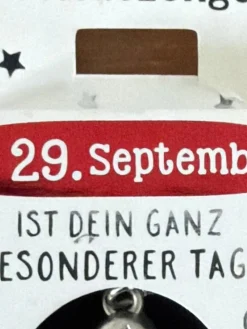 29. Septemb
IST DEIN GANZ
ESONDERER TAG